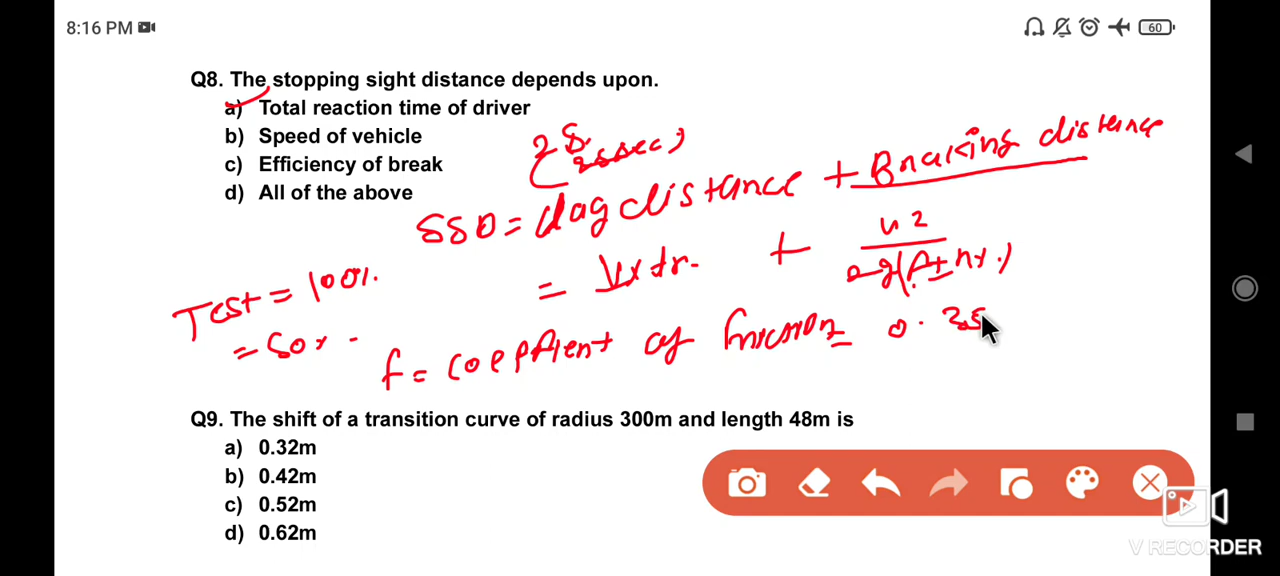 8:16 PM
60
Q8. The stopping sight distance depends upon.
a) Total reaction time of driver
b) Speed of vehicle
c) Efficiency of break
d) All of the above
SSD = lag distance + Braking distance
= Vxtr. +
Test = 100%.
= 50%
f = coefficient of friction 0.35
Q9. The shift of a transition curve of radius 300m and length 48m is
a) 0.32m
b) 0.42m
c) 0.52m
d) 0.62m
V RECORDER